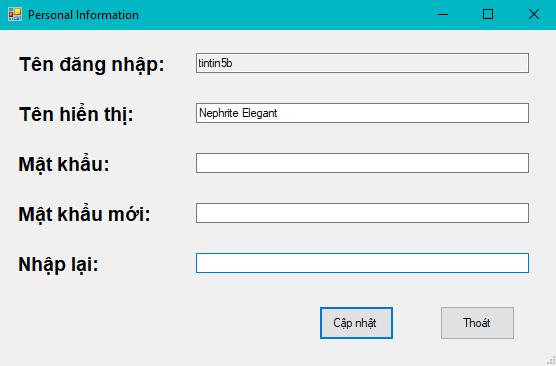 Personal Information
Tên đăng nhập: tintin5b
Tên hiển thị: Nephrite Elegant
Mật khẩu:
Mật khẩu mới:
Nhập lại:
Cập nhật Thoát